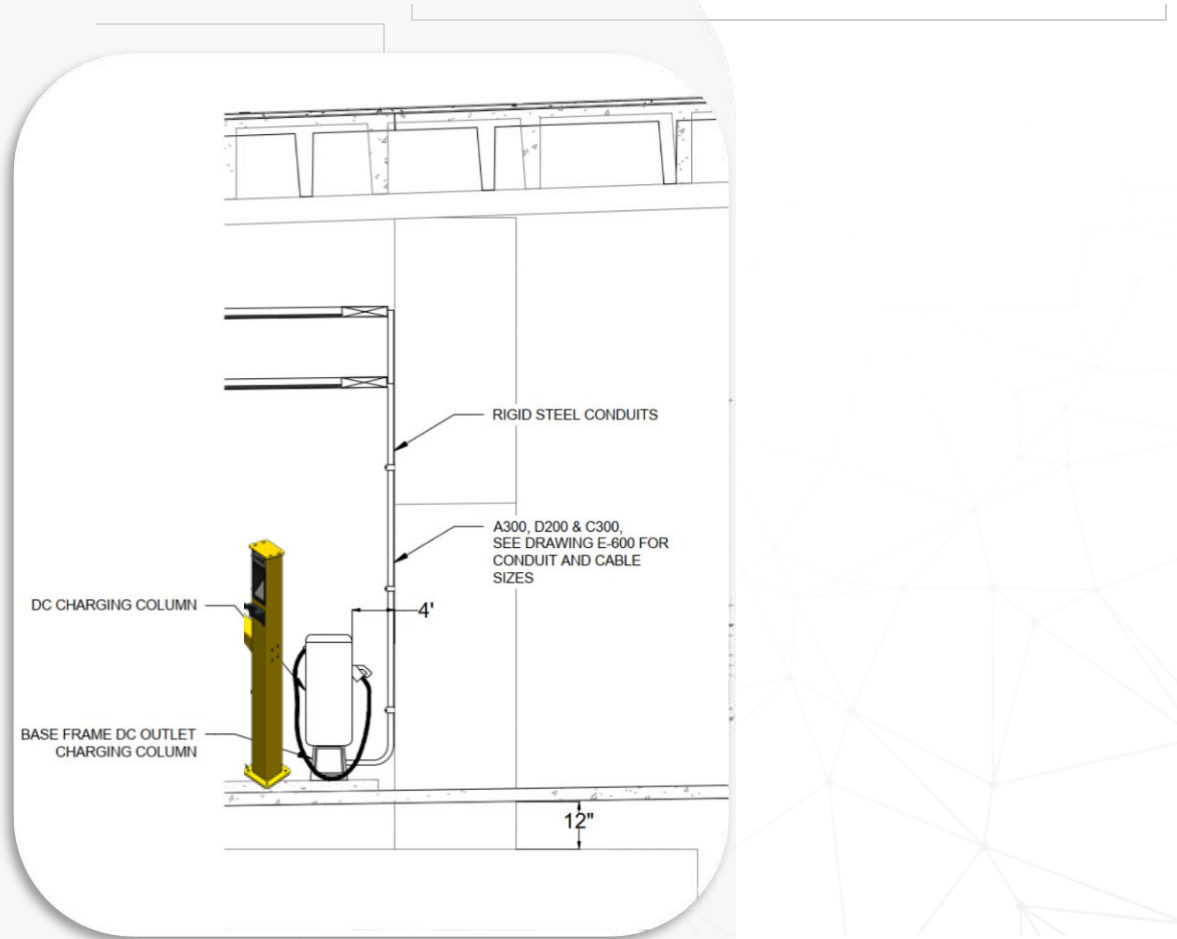 RIGID STEEL CONDUITS
A300, D200 & C300,
SEE DRAWING E-600 FOR
CONDUIT AND CABLE
SIZES
DC CHARGING COLUMN
4'
BASE FRAME DC OUTLET
CHARGING COLUMN
12"